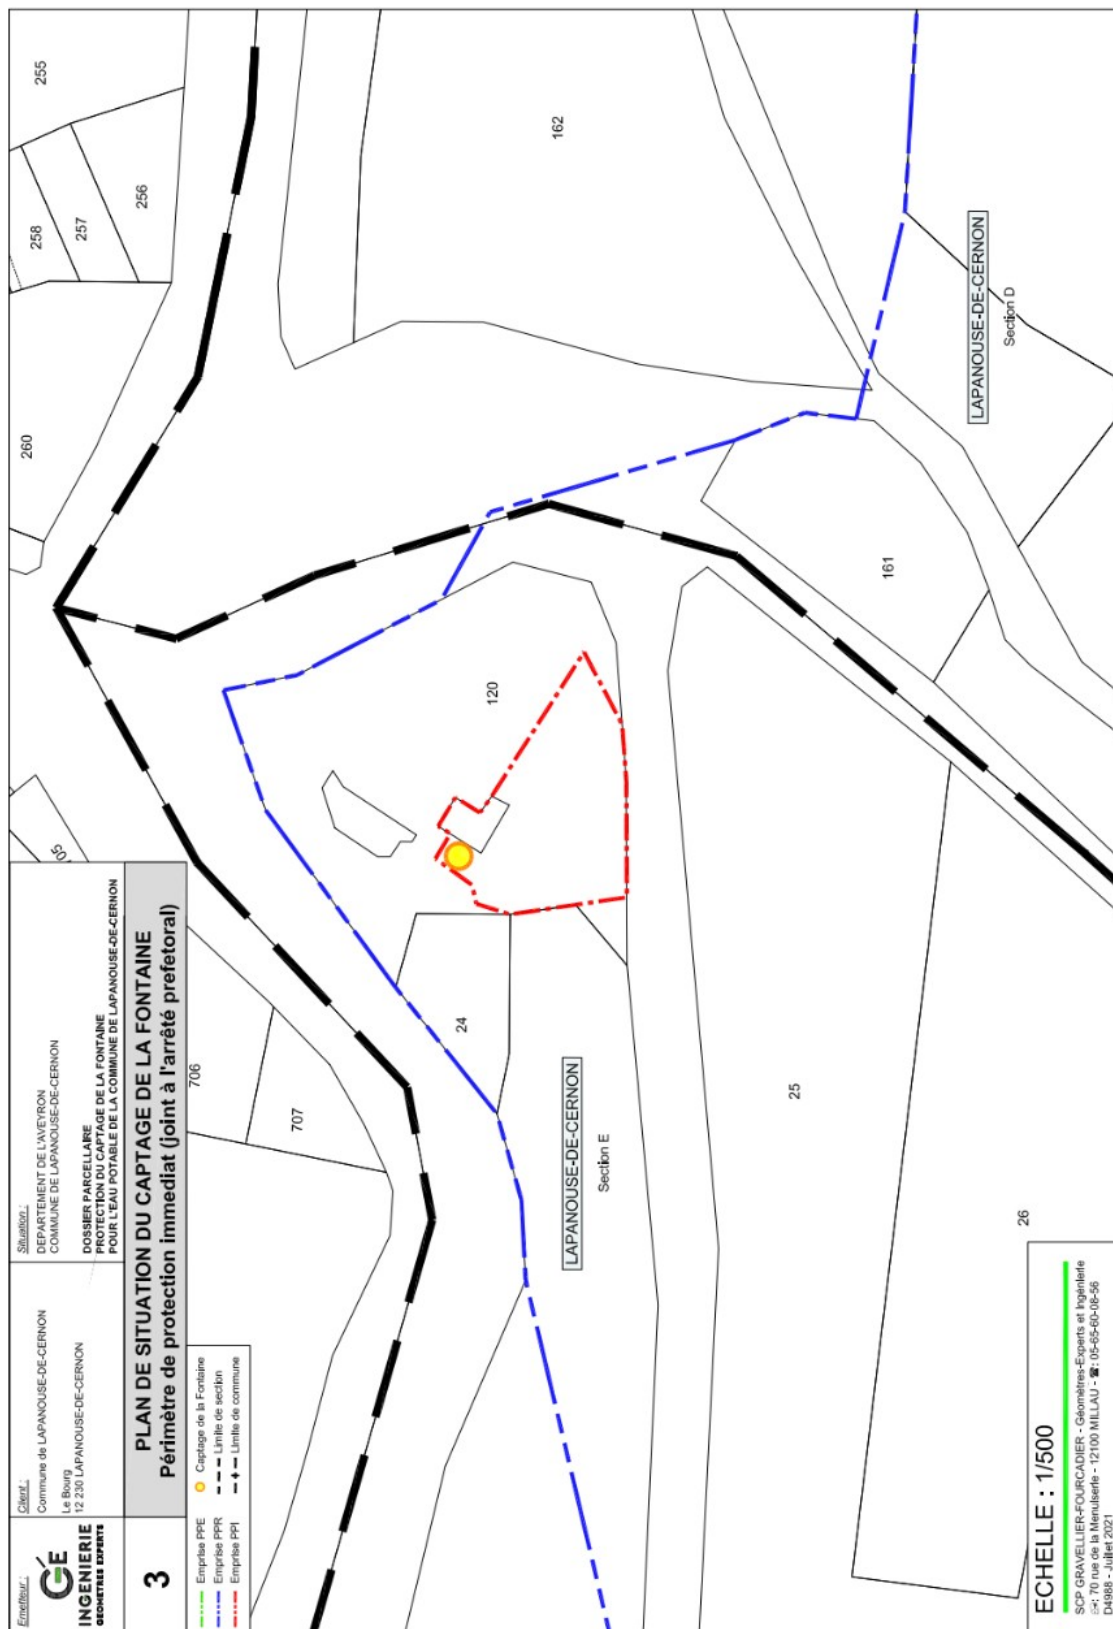 Emetteur :
GÉ
INGENIERIE
GEOMETRES EXPERTS
Client :
Commune de LAPANOUSE-DE-CERNON
Le Bourg
12 230 LAPANOUSE-DE-CERNON
Situation :
DEPARTEMENT DE L'AVEYRON
COMMUNE DE LAPANOUSE-DE-CERNON
DOSSIER PARCELLAIRE
PROTECTION DU CAPTAGE DE LA FONTAINE
POUR L'EAU POTABLE DE LA COMMUNE DE LAPANOUSE-DE-CERNON
3
PLAN DE SITUATION DU CAPTAGE DE LA FONTAINE
Périmètre de protection immediat (joint à l'arrêté prefetoral)
Emprise PPE
Emprise PPR
Emprise PPI
Captage de la Fontaine
Limite de section
Limite de commune
255
258
257
256
260
162
LAPANOUSE-DE-CERNON
Section D
161
120
05
706
707
24
LAPANOUSE-DE-CERNON
Section E
25
26
ECHELLE : 1/500
SCP GRAVELLIER-FOURCADIER - Géomètres-Experts et Ingénierie
70 rue de la Menuiserie - 12100 MILLAU - ☎: 05-65-60-08-56
D4988 - Juillet 2021